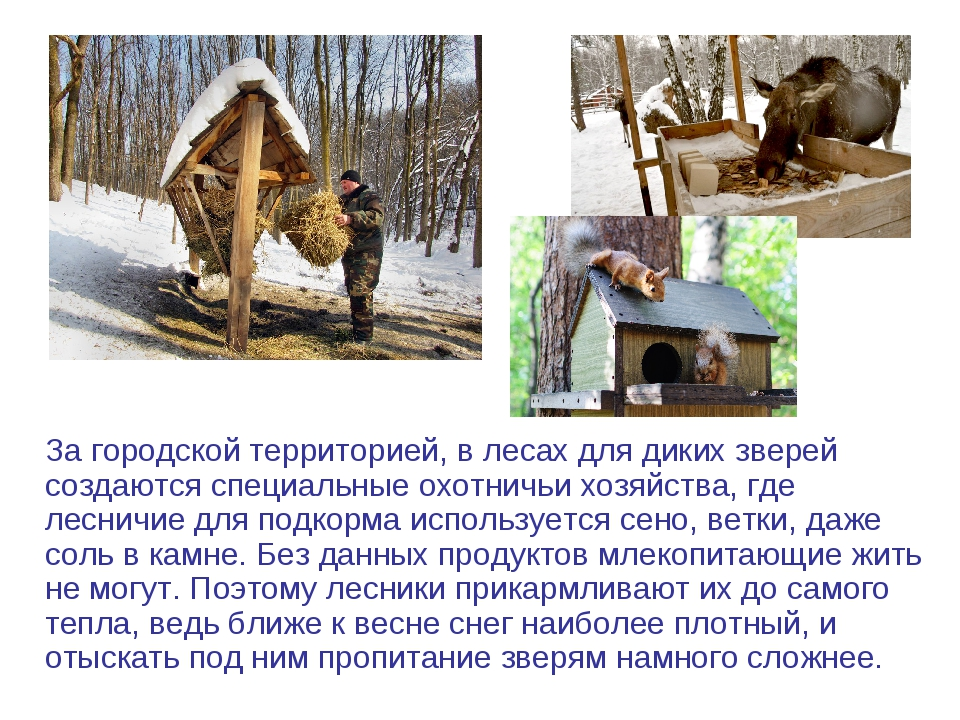 За городской территорией, в лесах для диких зверей
создаются специальные охотничьи хозяйства, где
лесничие для подкорма используется сено, ветки, даже
соль в камне. Без данных продуктов млекопитающие жить
не могут. Поэтому лесники прикармливают их до самого
тепла, ведь ближе к весне снег наиболее плотный, и
отыскать под ним пропитание зверям намного сложнее.